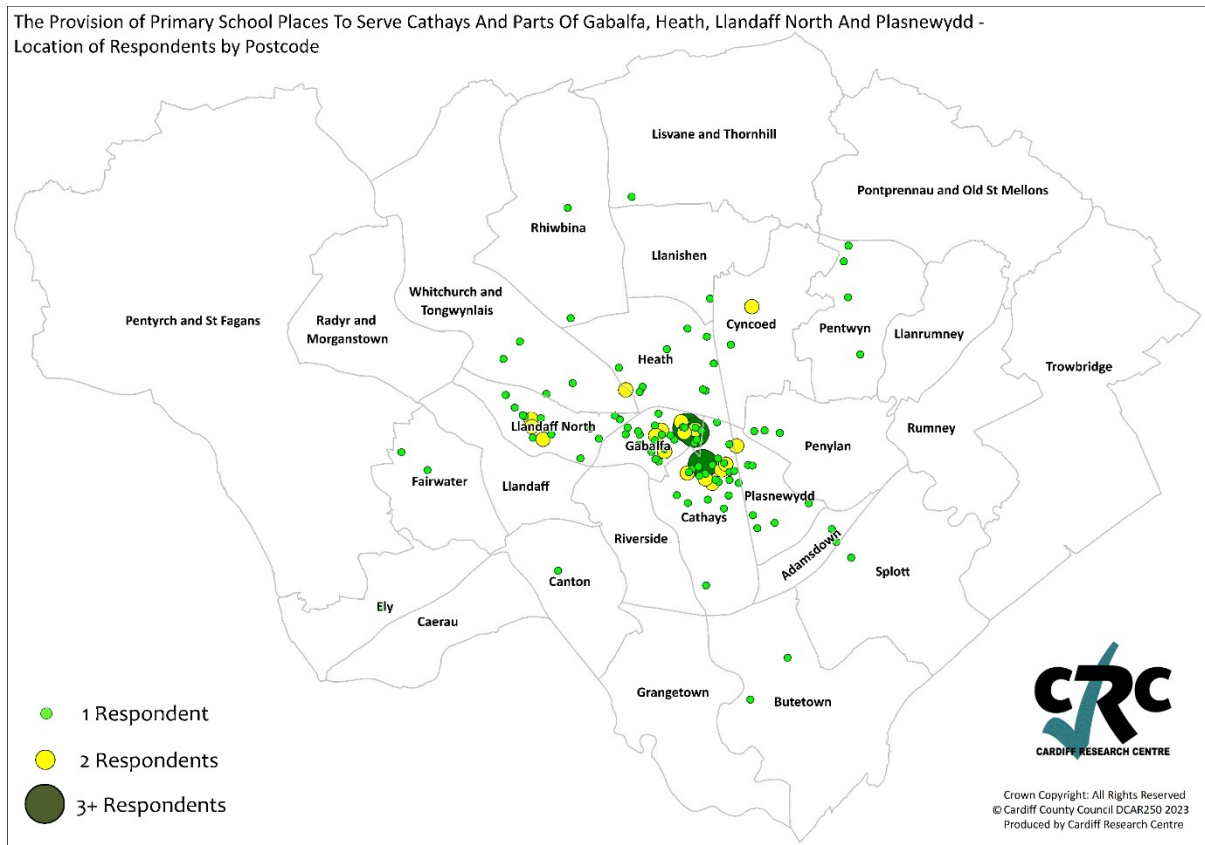 The Provision of Primary School Places To Serve Cathays And Parts Of Gabalfa, Heath, Llandaff North And Plasnewydd -
Location of Respondents by Postcode
Lisvane and Thornhill
Pontprennau and Old St Mellons
Rhiwbina
Llanishen
Whitchurch and
Tongwynlais
Pentyrch and St Fagans
Radyr and
Morganstown
Cyncoed
Pentwyn
Llanrumney
Heath
Trowbridge
Llandaff North
Gabalfa
Penylan
Rumney
Fairwater
Llandaff
Plasnewydd
Cathays
Riverside
Adamsdown
Splott
Canton
Ely
Caerau
Grangetown
Butetown
1 Respondent
2 Respondents
3+ Respondents
CRC
CARDIFF RESEARCH CENTRE
Crown Copyright: All Rights Reserved
© Cardiff County Council DCAR250 2023
Produced by Cardiff Research Centre